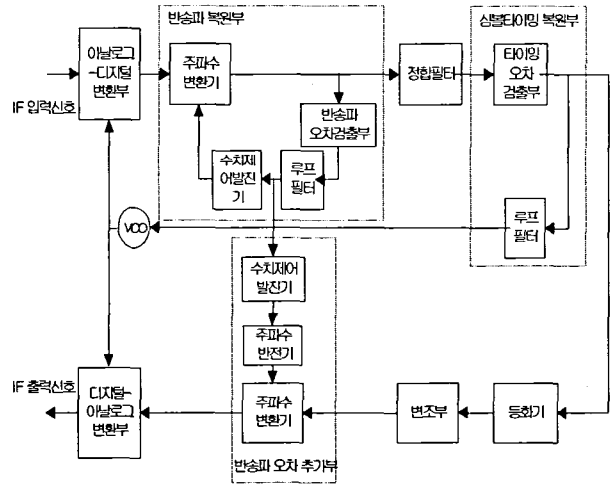 반송파 복원부
심볼타이밍 복원부
아날로그
-디지털
변환부
주파수
변환기
정합필터
타이밍
오차
검출부
IF 입력신호
반송파
오차검출부
수치제
어발진
기
루프
필터
루프
필터
VCO
수치제어
발진기
주파수
반전기
IF 출력신호
디지털-
아날로그
변환부
주파수
변환기
변조부
등화기
반송파 오차 추가부